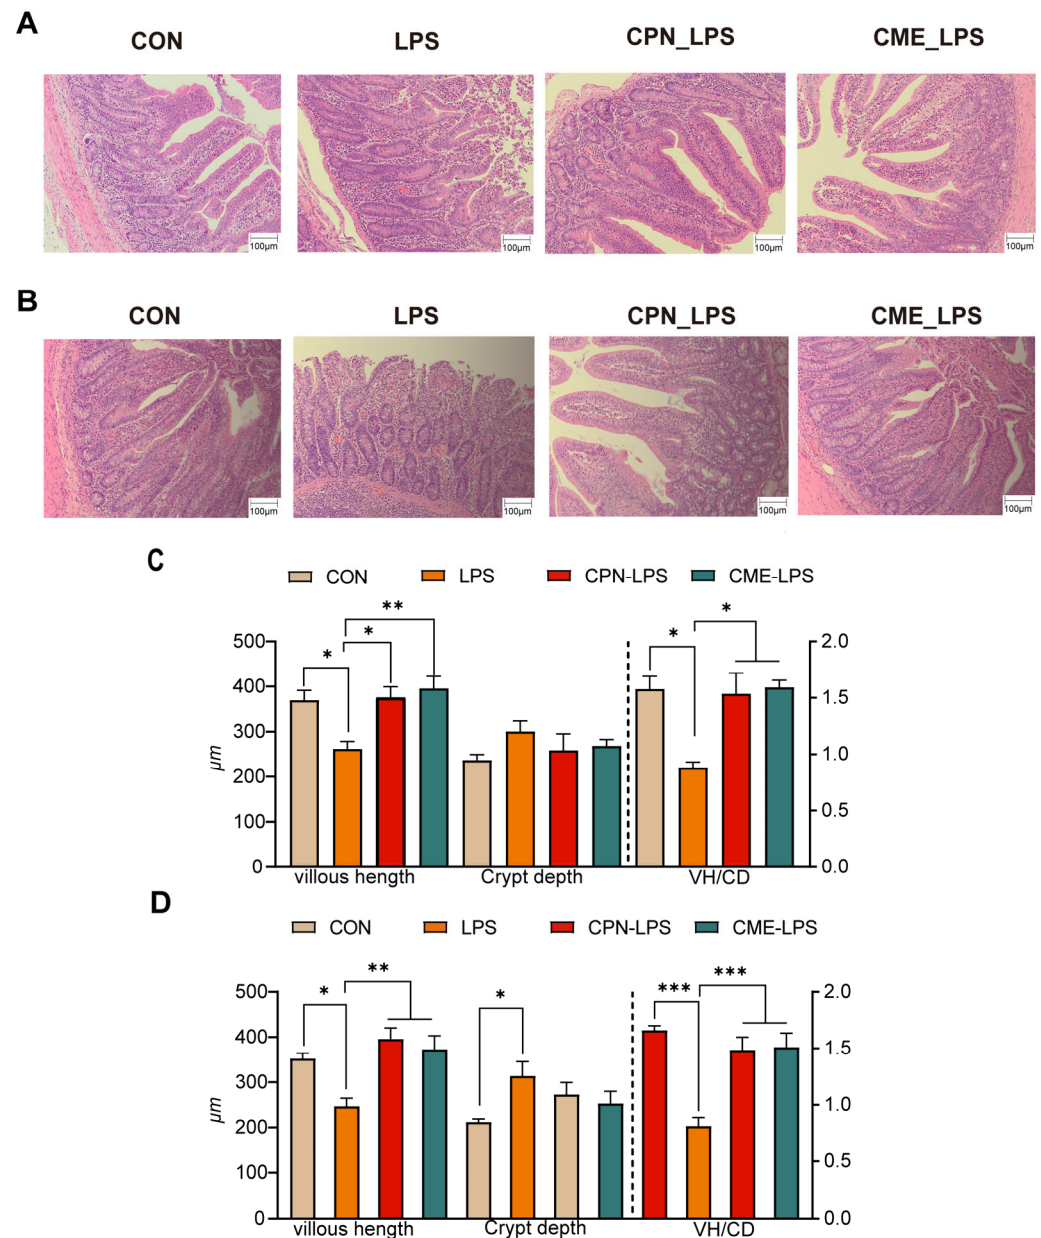 A
CON LPS CPN_LPS CME_LPS
100μm 100μm 100μm 100μm
B
CON LPS CPN_LPS CME_LPS
100μm 100μm 100μm 100μm
C
CON LPS CPN-LPS CME-LPS
** 
* * * *
500 2.0
400 1.5
300
μm 1.0
200
100 0.5
0 0.0
villous hength Crypt depth VH/CD
D
CON LPS CPN-LPS CME-LPS
* ** * *** ***
500 2.0
400 1.5
300
μm 1.0
200
100 0.5
0 0.0
villous hength Crypt depth VH/CD